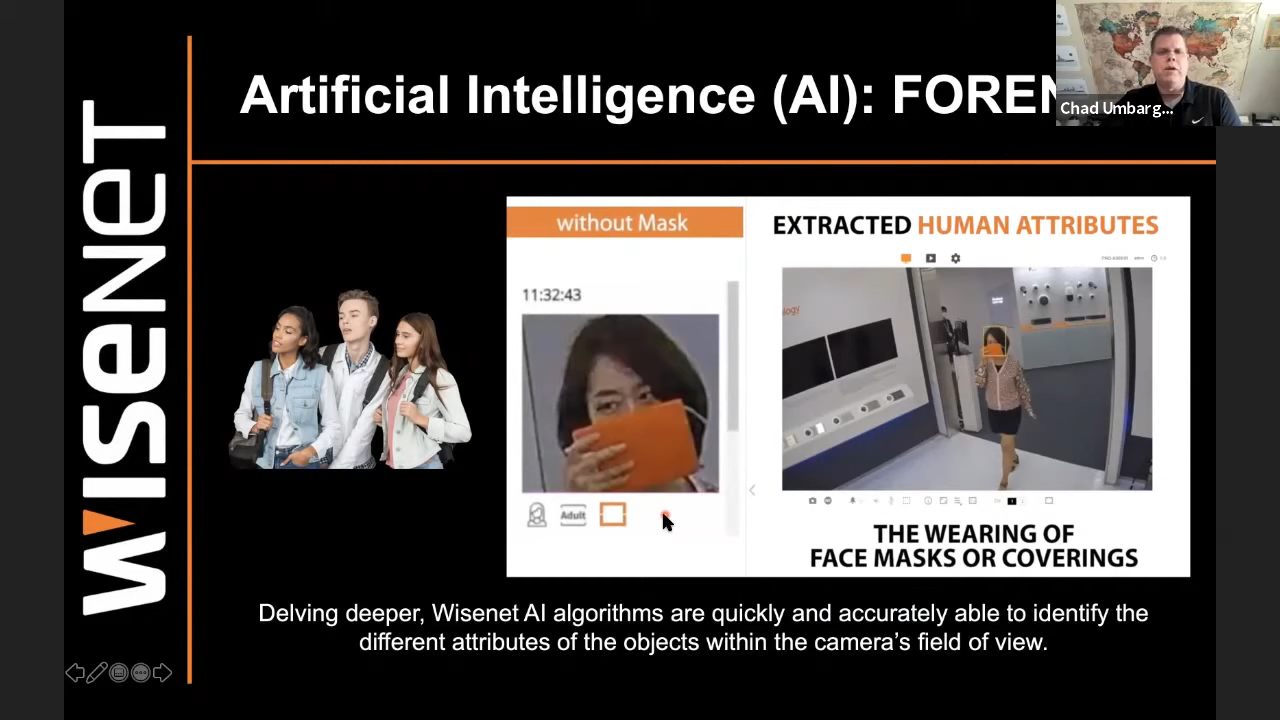 Artificial Intelligence (AI): FOREN
Chad Umbarg...
wiseNeT
without Mask
EXTRACTED HUMAN ATTRIBUTES
11:32:43
ology
Adult
THE WEARING OF
FACE MASKS OR COVERINGS
Delving deeper, Wisenet AI algorithms are quickly and accurately able to identify the
different attributes of the objects within the camera's field of view.